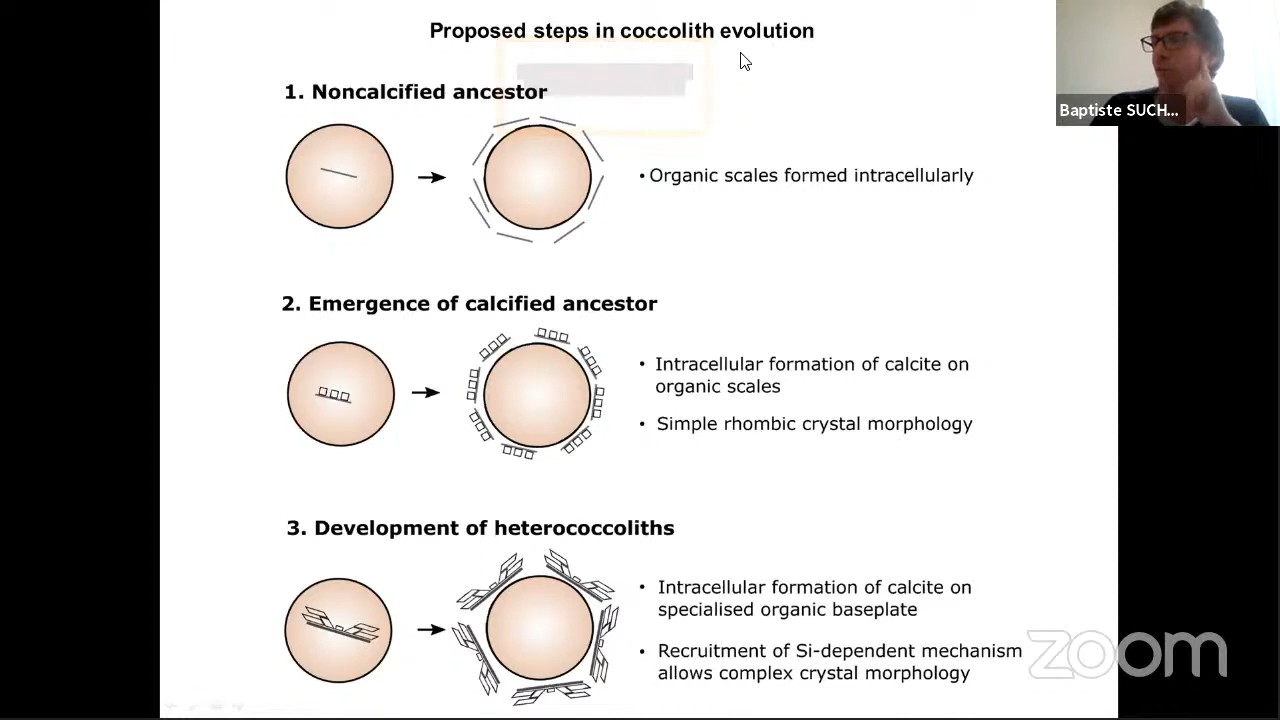 Proposed steps in coccolith evolution
Baptiste SUCH...
1. Noncalcified ancestor
• Organic scales formed intracellularly
2. Emergence of calcified ancestor
• Intracellular formation of calcite on
organic scales
• Simple rhombic crystal morphology
3. Development of heterococcoliths
• Intracellular formation of calcite on
specialised organic baseplate
• Recruitment of Si-dependent mechanism
allows complex crystal morphology
zoom